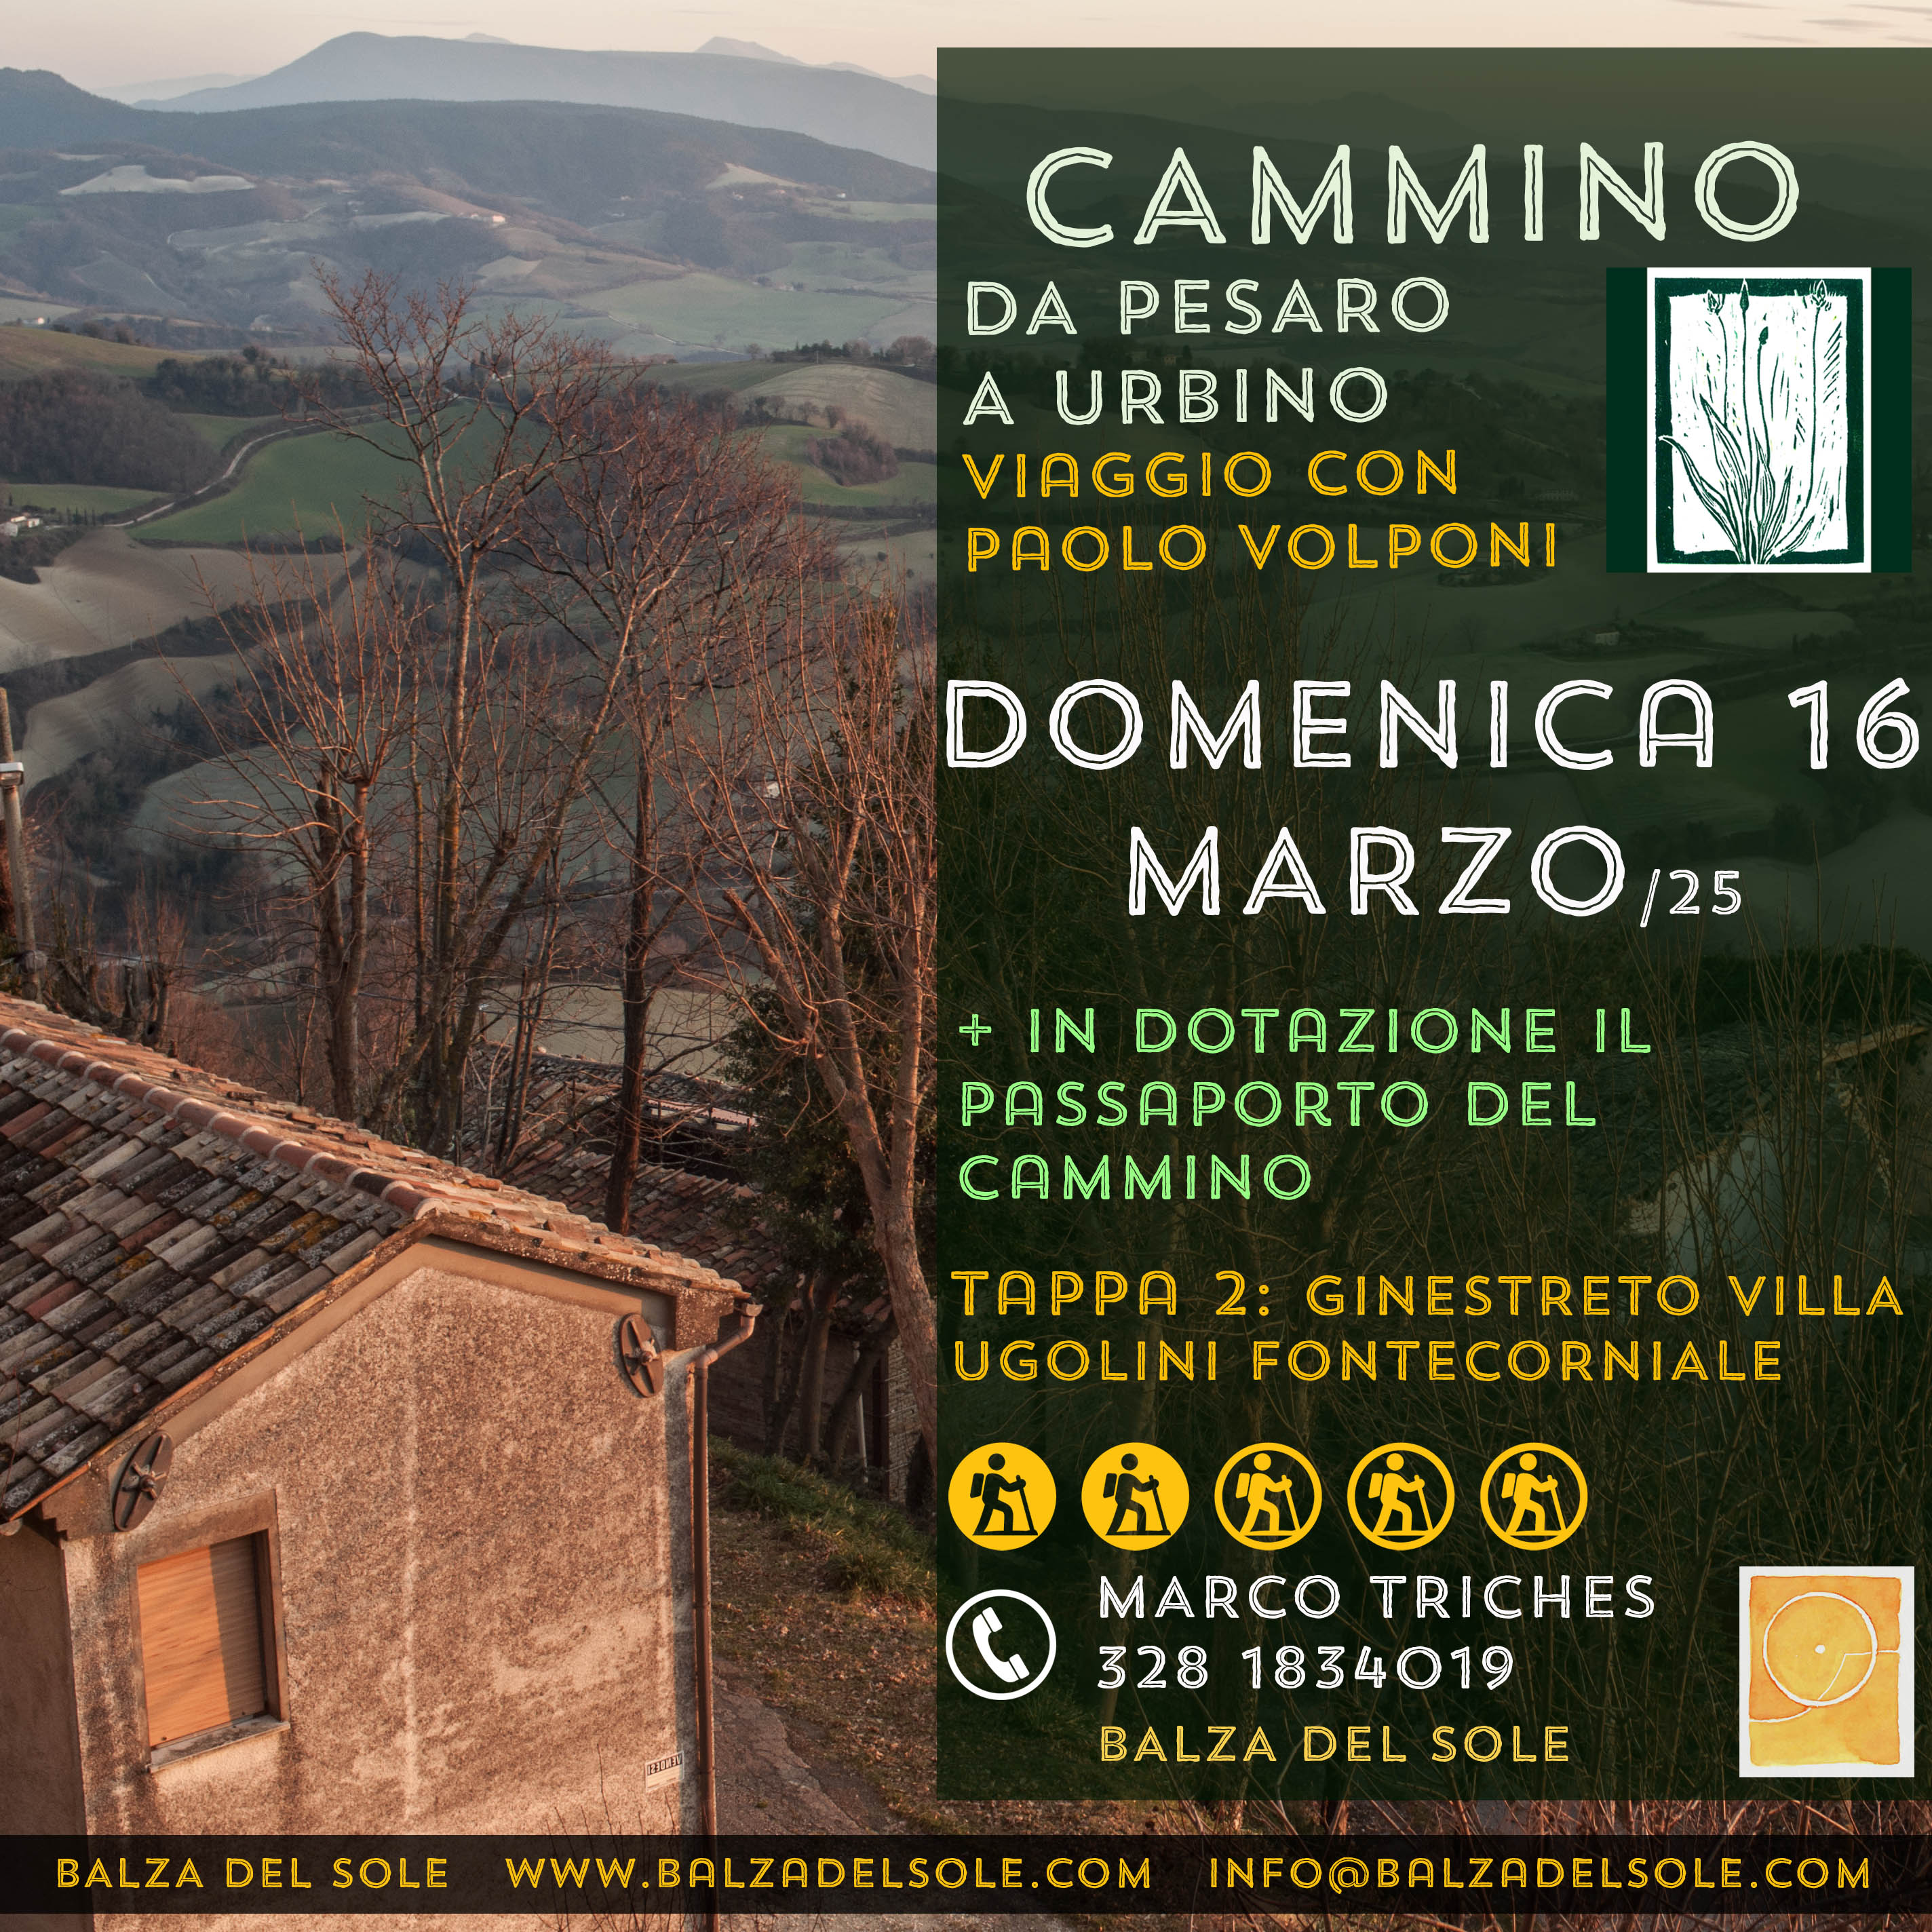 CAMMINO
DA PESARO
A URBINO
VIAGGIO CON
PAOLO VOLPONI
DOMENICA 16
MARZO/25
+ IN DOTAZIONE IL
PASSAPORTO DEL
CAMMINO
TAPPA 2: GINESTRETO VILLA
UGOLINI FONTECORNIALE
MARCO TRICHES
328 1834019
BALZA DEL SOLE
VENDESI
BALZA DEL SOLE WWW.BALZADELSOLE.COM INFO@BALZADELSOLE.COM